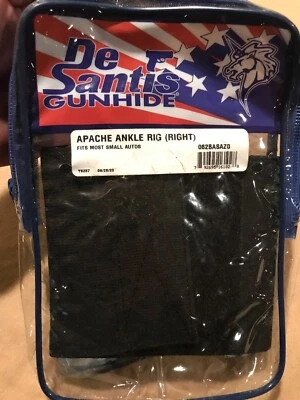 De
Santis
GUNHIDE
APACHE ANKLE RIG (RIGHT)
FITS MOST SMALL AUTOS
062BASAZ0